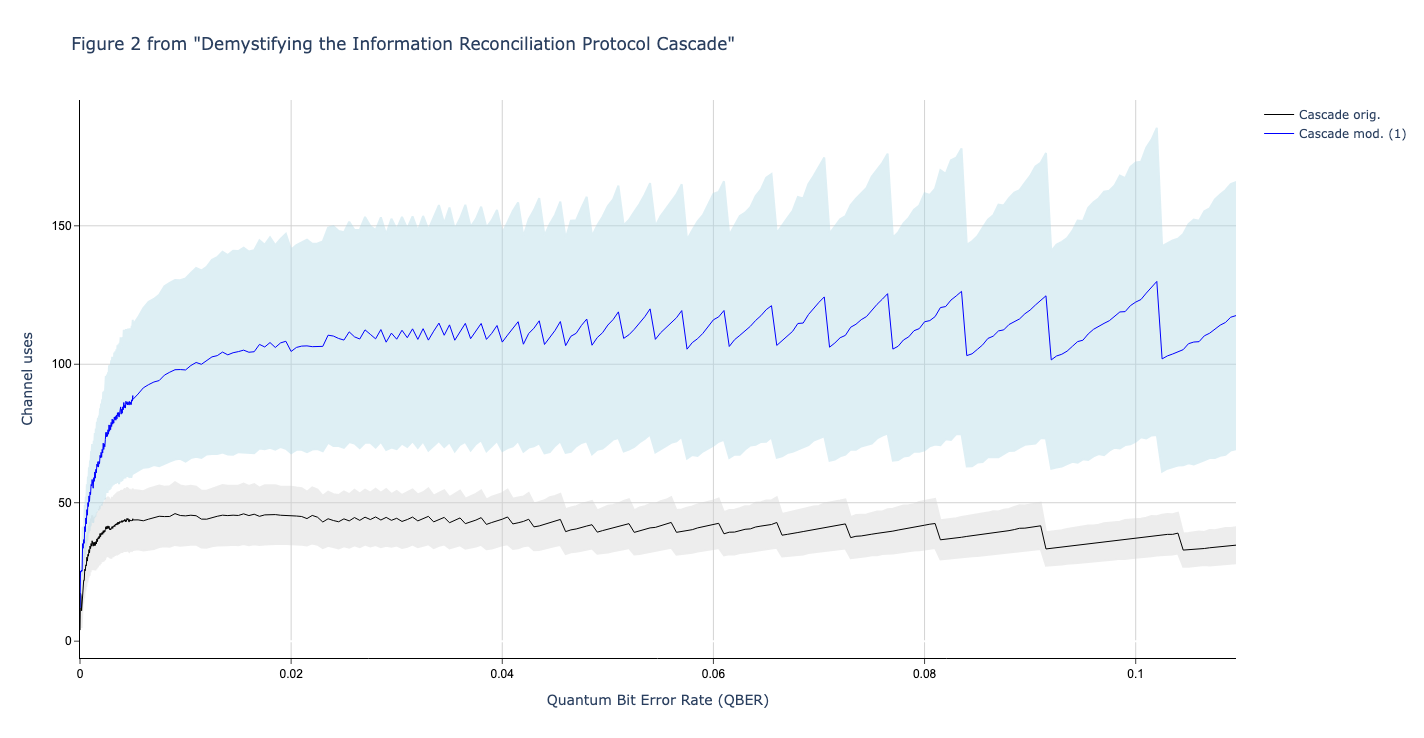 Figure 2 from "Demystifying the Information Reconciliation Protocol Cascade"
Cascade orig.
Cascade mod. (1)
Channel uses
150
100
50
0
0
0.02
0.04
0.06
0.08
0.1
Quantum Bit Error Rate (QBER)